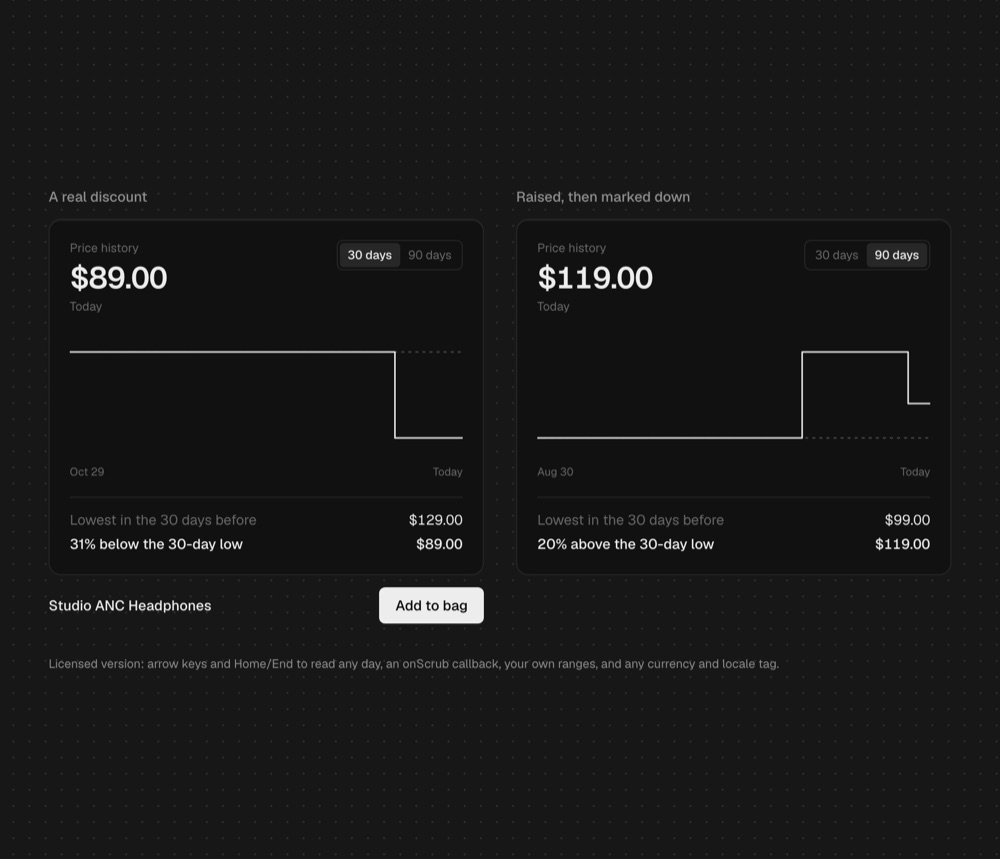 A real discount
Price history
30 days 90 days
$89.00
Today
Oct 29 Today
Lowest in the 30 days before $129.00
31% below the 30-day low $89.00
Studio ANC Headphones Add to bag
Raised, then marked down
Price history
30 days 90 days
$119.00
Today
Aug 30 Today
Lowest in the 30 days before $99.00
20% above the 30-day low $119.00
Licensed version: arrow keys and Home/End to read any day, an onScrub callback, your own ranges, and any currency and locale tag.